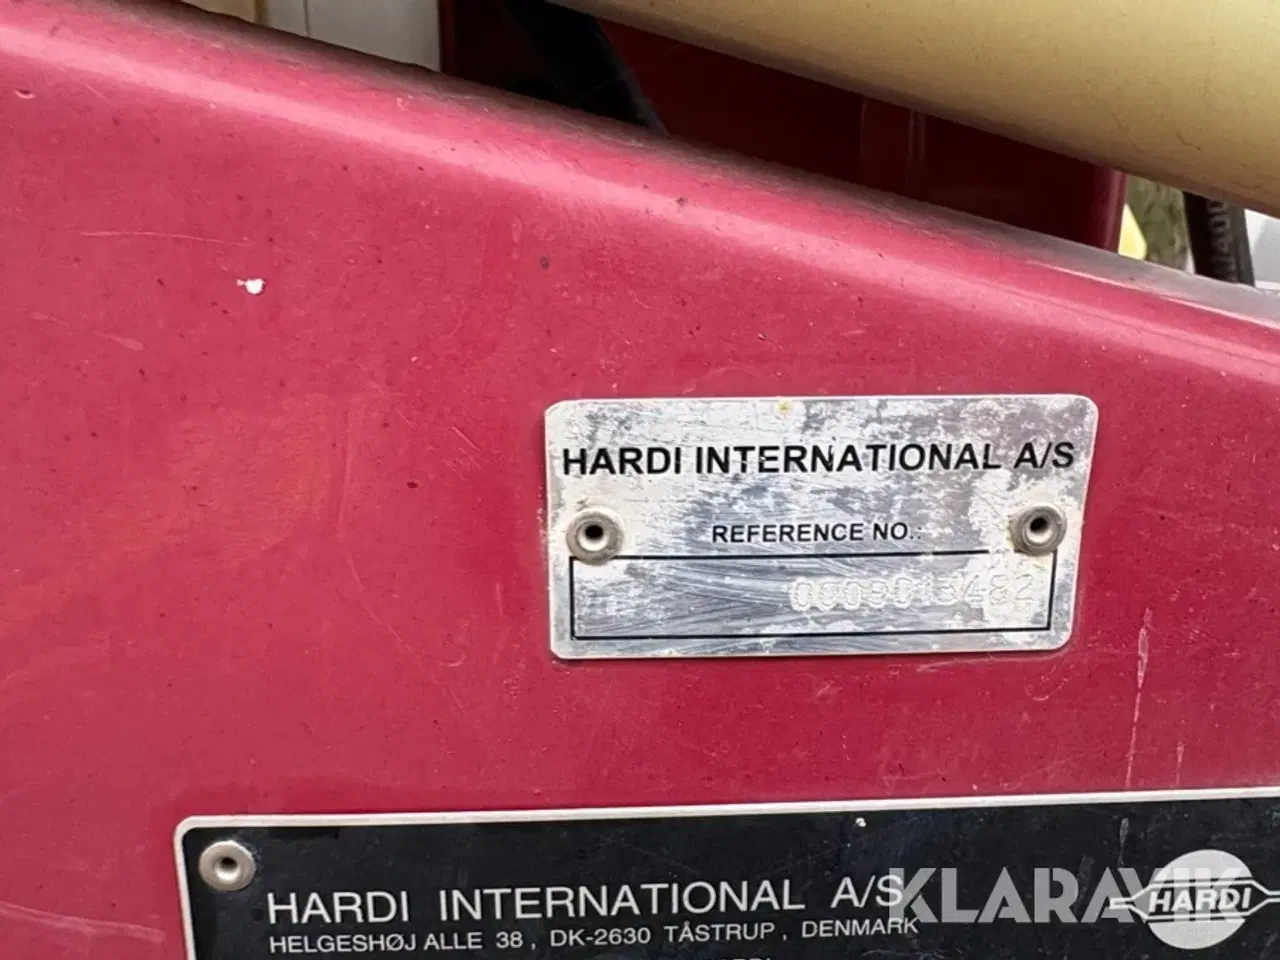 HARDI INTERNATIONAL A/S
REFERENCE NO.:
HARDI INTERNATIONAL A/S
HELGESHØJ ALLE 38 , DK-2630 TÅSTRUP , DENMARK
HARDI
KLARAVIK